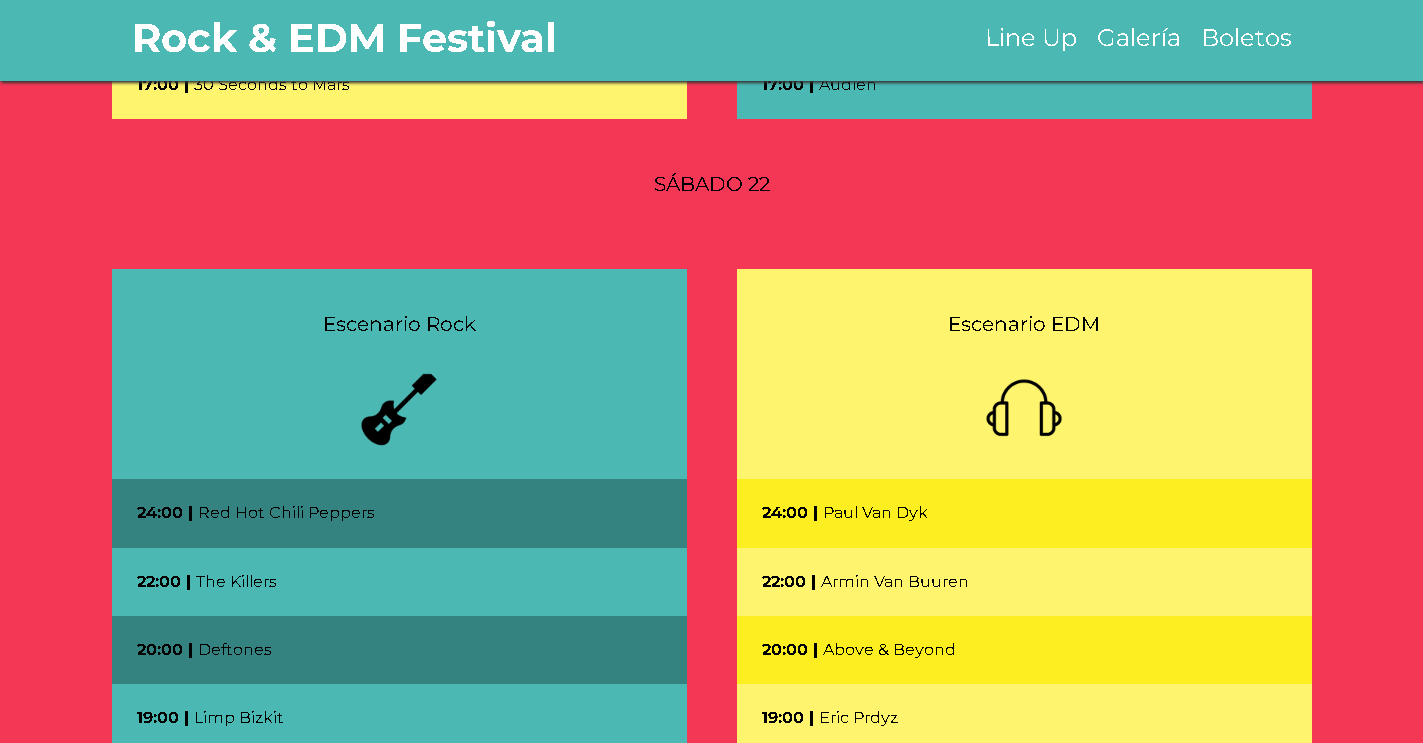 Rock & EDM Festival
Line Up Galería Boletos
17:00 | 30 Seconds to Mars
17:00 | Audien
SÁBADO 22
Escenario Rock
24:00 | Red Hot Chili Peppers
22:00 | The Killers
20:00 | Deftones
19:00 | Limp Bizkit
Escenario EDM
24:00 | Paul Van Dyk
22:00 | Armin Van Buuren
20:00 | Above & Beyond
19:00 | Eric Prdyz